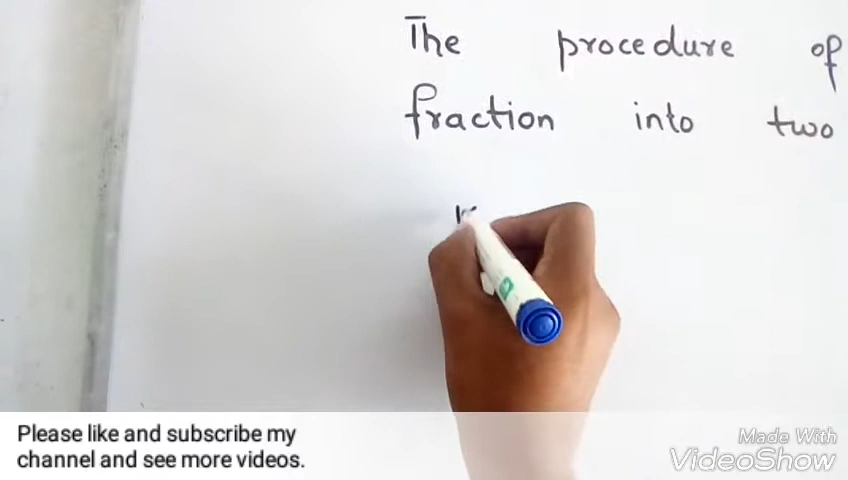 The procedure of
fraction into two
Please like and subscribe my
channel and see more videos.
Made With
VideoShow